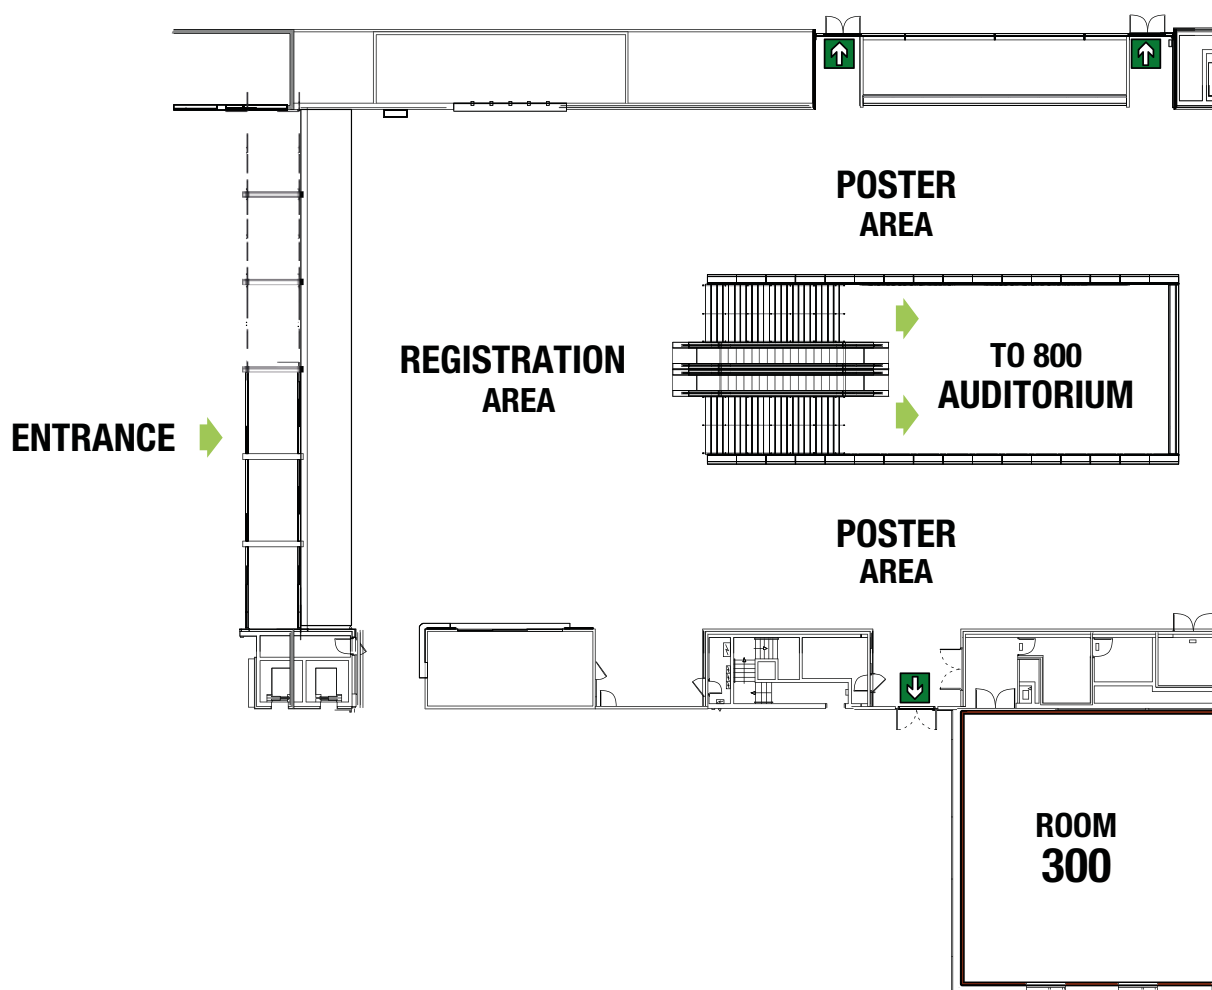 POSTER
AREA
REGISTRATION
AREA
TO 800
AUDITORIUM
ENTRANCE
POSTER
AREA
ROOM
300